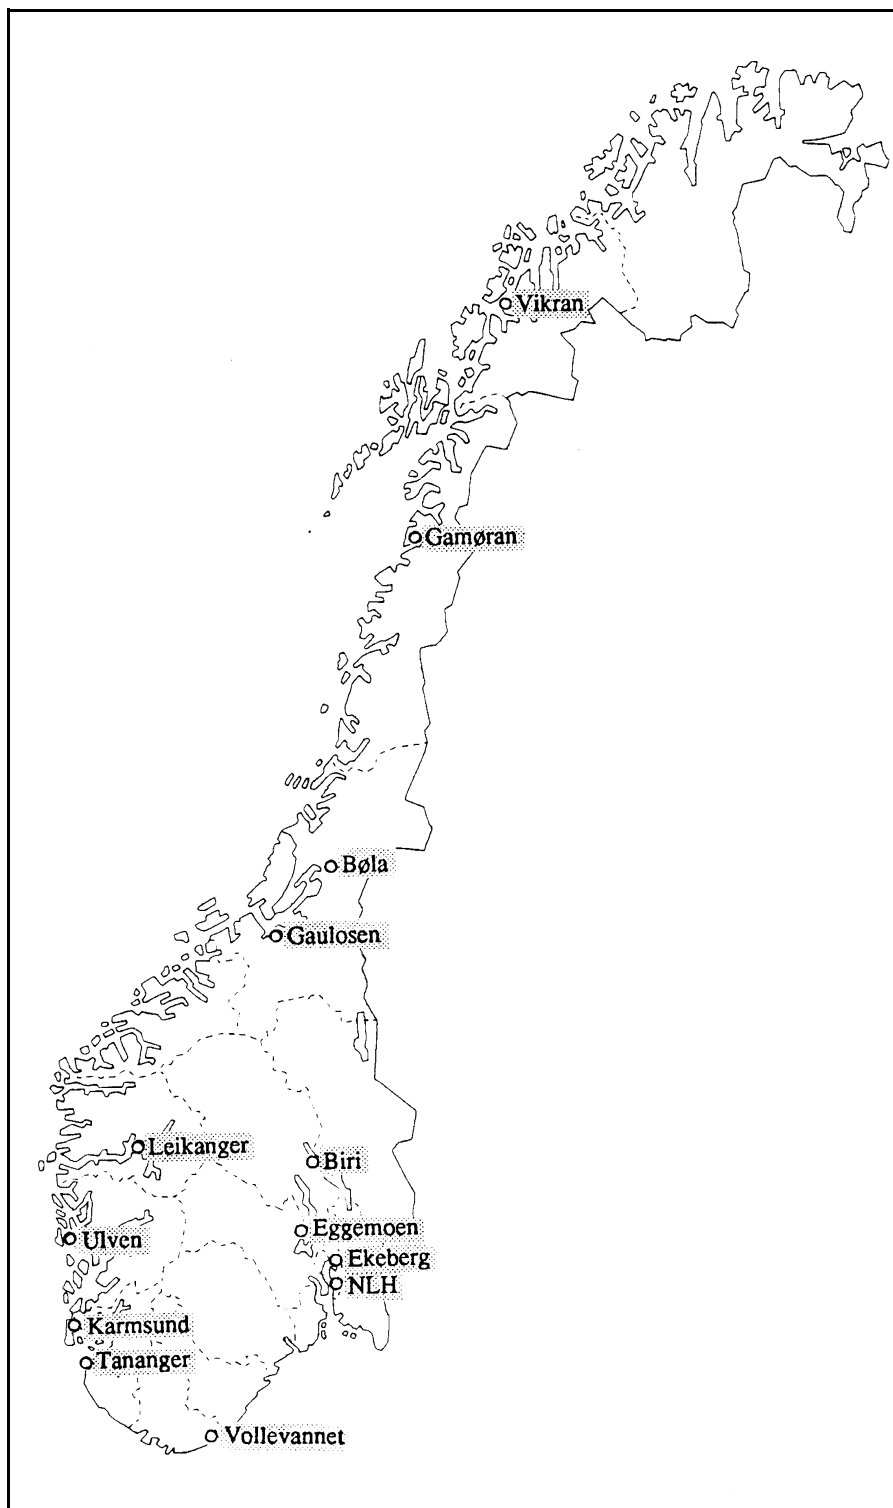 Vikran
Gamøran
Bøla
Gaulosen
Leikanger
Biri
Eggemoen
Ulven
Ekeberg
NLH
Karmsund
Tananger
Vollevannet